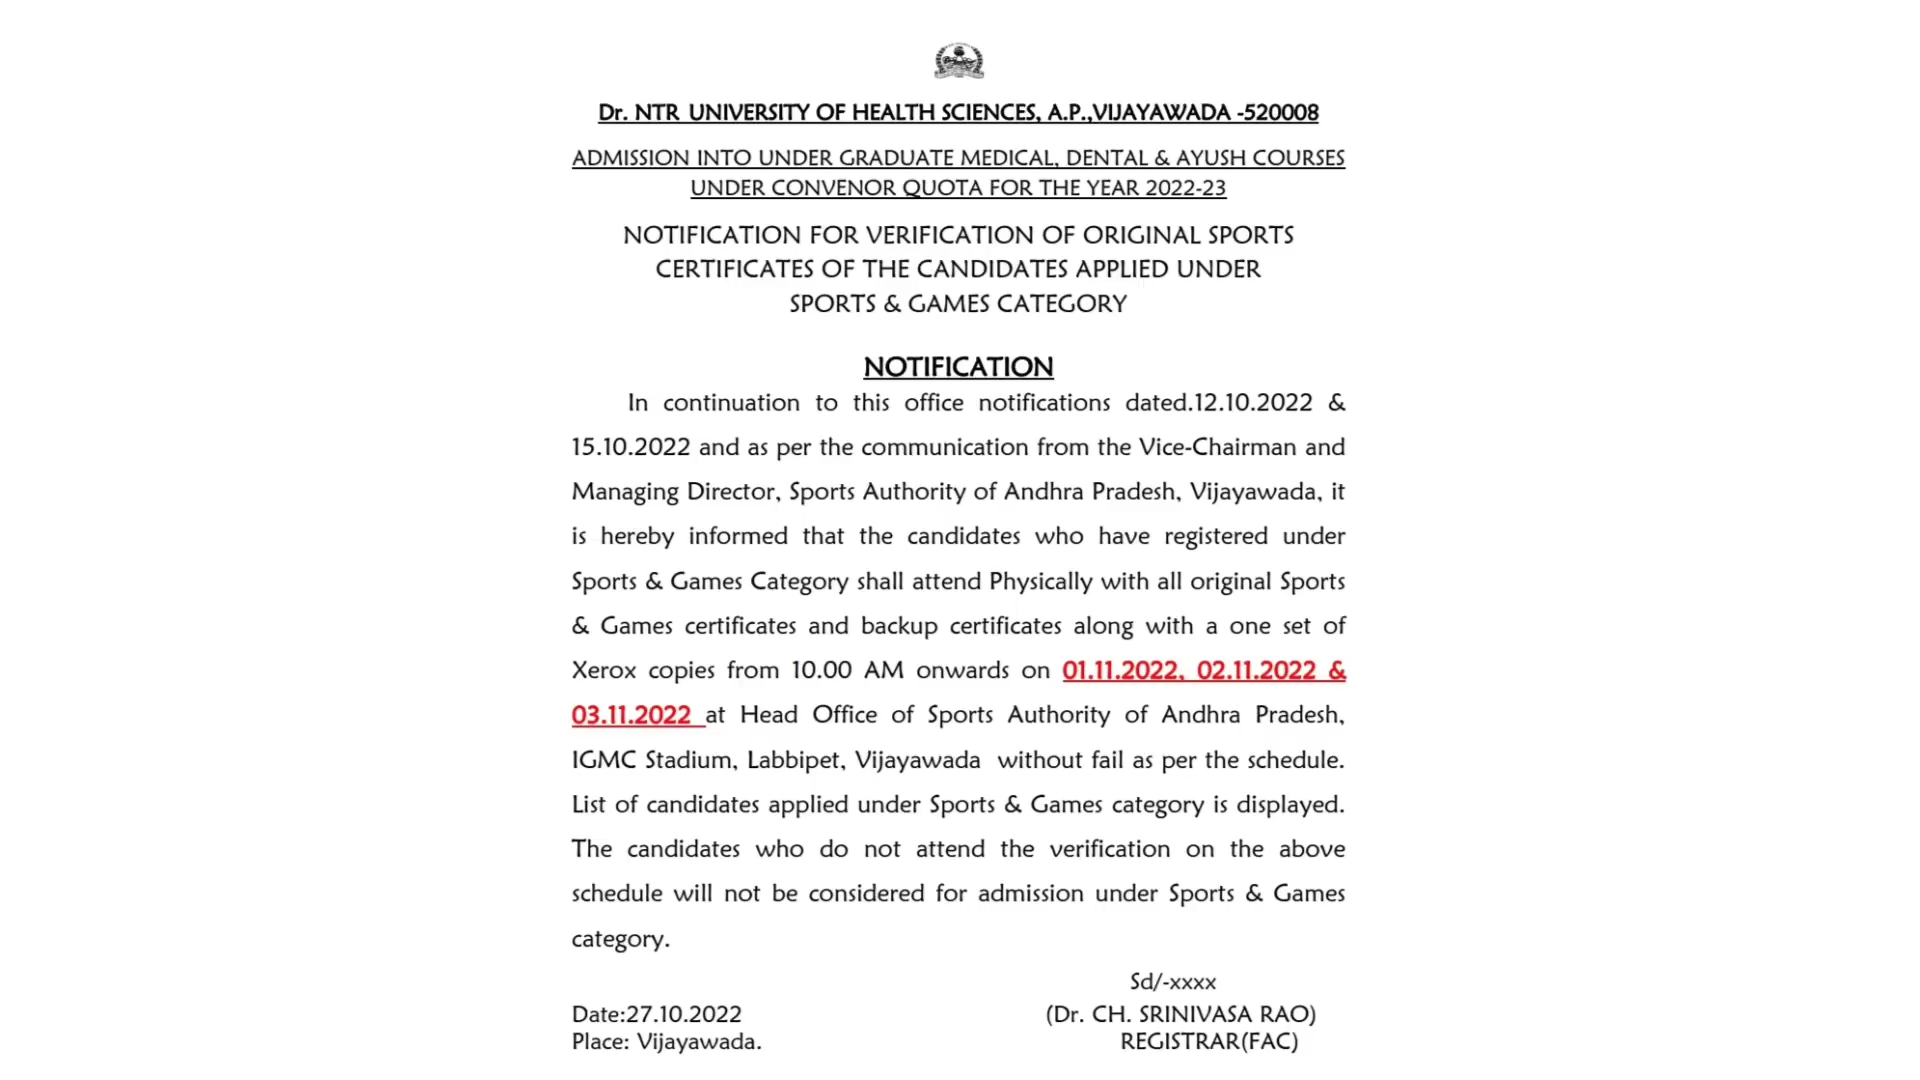 Dr. NTR UNIVERSITY OF HEALTH SCIENCES, A.P.,VIJAYAWADA -520008
ADMISSION INTO UNDER GRADUATE MEDICAL, DENTAL & AYUSH COURSES
UNDER CONVENOR QUOTA FOR THE YEAR 2022-23
NOTIFICATION FOR VERIFICATION OF ORIGINAL SPORTS
CERTIFICATES OF THE CANDIDATES APPLIED UNDER
SPORTS & GAMES CATEGORY
NOTIFICATION
In continuation to this office notifications dated.12.10.2022 &
15.10.2022 and as per the communication from the Vice-Chairman and
Managing Director, Sports Authority of Andhra Pradesh, Vijayawada, it
is hereby informed that the candidates who have registered under
Sports & Games Category shall attend Physically with all original Sports
& Games certificates and backup certificates along with a one set of
Xerox copies from 10.00 AM onwards on 01.11.2022, 02.11.2022 &
03.11.2022 at Head Office of Sports Authority of Andhra Pradesh,
IGMC Stadium, Labbipet, Vijayawada without fail as per the schedule.
List of candidates applied under Sports & Games category is displayed.
The candidates who do not attend the verification on the above
schedule will not be considered for admission under Sports & Games
category.
Sd/-xxxx
Date:27.10.2022 (Dr. CH. SRINIVASA RAO)
Place: Vijayawada. REGISTRAR(FAC)